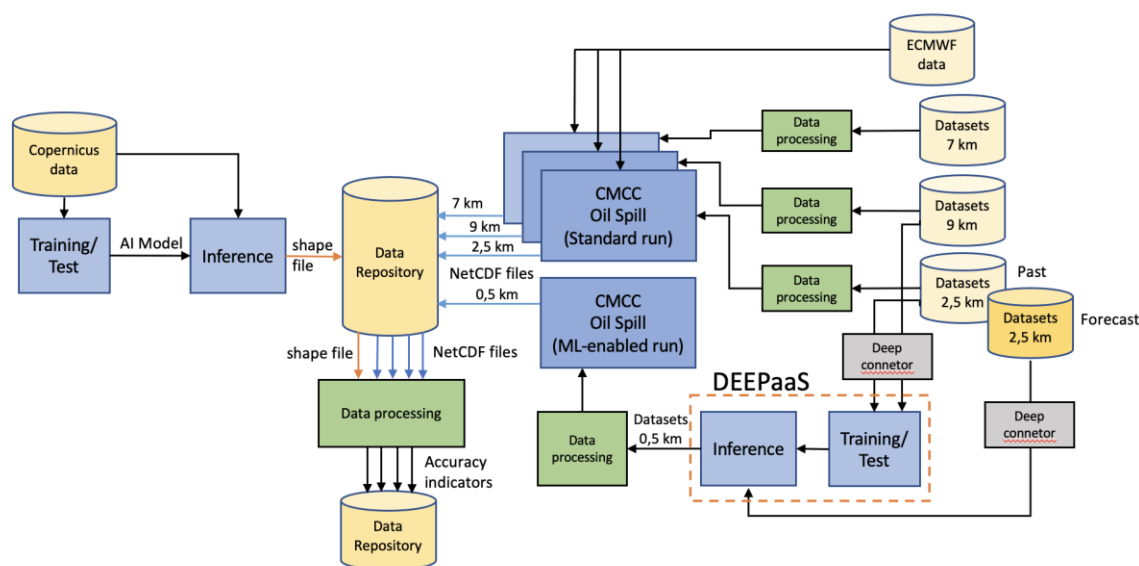 ECMWF
data
Data
processing
Datasets
7 km
Copernicus
data
CMCC
Oil Spill
(Standard run)
Data
processing
Datasets
9 km
7 km
9 km
2,5 km
Training/
Test
AI Model
Inference
shape
file
Data
Repository
NetCDF files
0,5 km
CMCC
Oil Spill
(ML-enabled run)
Data
processing
Datasets
2,5 km
Past
Datasets
2,5 km
Forecast
shape file
NetCDF files
Deep
connetor
DEEPaaS
Data processing
Data
processing
Datasets
0,5 km
Inference
Training/
Test
Deep
connetor
Accuracy
indicators
Data
Repository